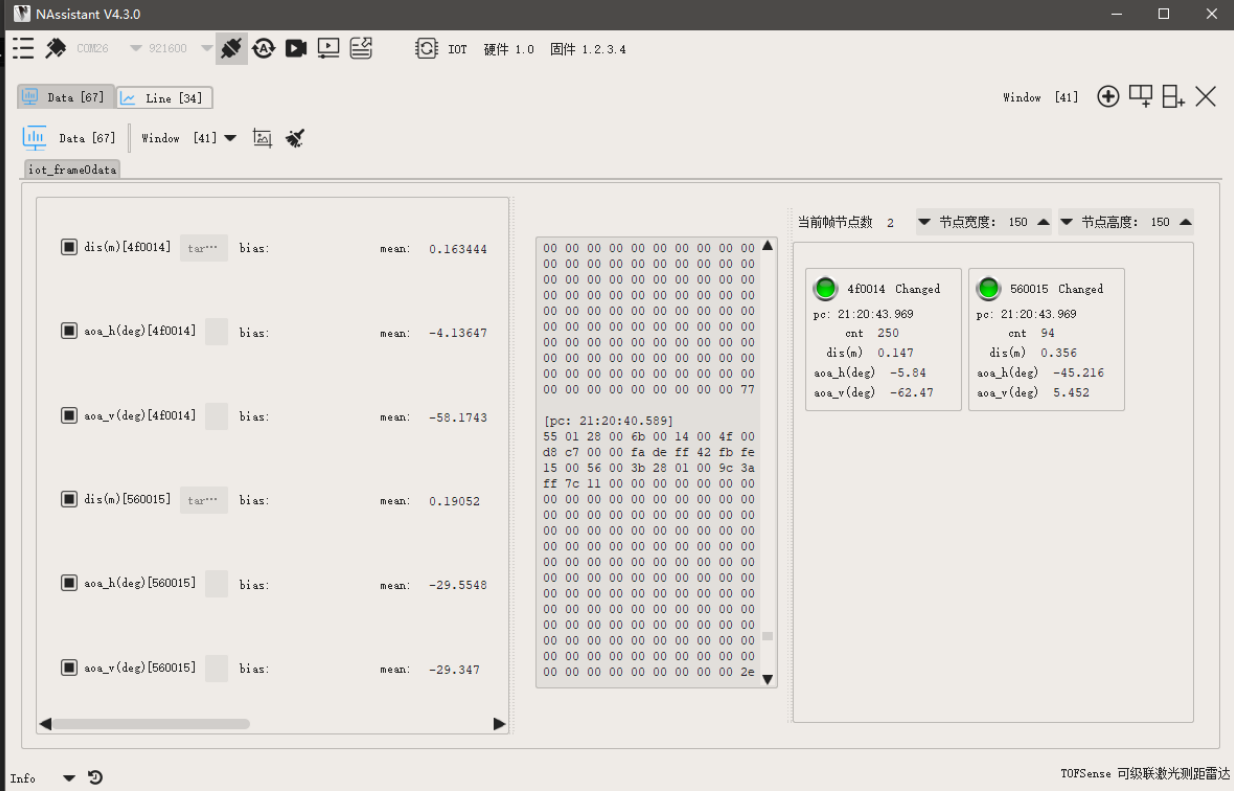 NAssistant V4.3.0
COM26 921600 IOT 硬件 1.0 固件 1.2.3.4
Data [67] Line [34] Window [41]
Data [67] Window [41]
iot_frame0data
dis(m)[4f0014] tar··· bias: mean: 0.163444
aoa_h(deg)[4f0014] bias: mean: -4.13647
aoa_v(deg)[4f0014] bias: mean: -58.1743
dis(m)[560015] tar··· bias: mean: 0.19052
aoa_h(deg)[560015] bias: mean: -29.5548
aoa_v(deg)[560015] bias: mean: -29.347
00 00 00 00 00 00 00 00 00 00
00 00 00 00 00 00 00 00 00 00
00 00 00 00 00 00 00 00 00 00
00 00 00 00 00 00 00 00 00 00
00 00 00 00 00 00 00 00 00 00
00 00 00 00 00 00 00 00 00 00
00 00 00 00 00 00 00 00 00 00
00 00 00 00 00 00 00 00 00 00
00 00 00 00 00 00 00 00 00 00
00 00 00 00 00 00 00 00 00 77
[pc: 21:20:40.589]
55 01 28 00 6b 00 14 00 4f 00
d8 c7 00 00 fa de ff 42 fb fe
15 00 56 00 3b 28 01 00 9c 3a
ff 7c 11 00 00 00 00 00 00 00
00 00 00 00 00 00 00 00 00 00
00 00 00 00 00 00 00 00 00 00
00 00 00 00 00 00 00 00 00 00
00 00 00 00 00 00 00 00 00 00
00 00 00 00 00 00 00 00 00 00
00 00 00 00 00 00 00 00 00 00
00 00 00 00 00 00 00 00 00 00
00 00 00 00 00 00 00 00 00 00
00 00 00 00 00 00 00 00 00 00
00 00 00 00 00 00 00 00 00 00
00 00 00 00 00 00 00 00 00 00
00 00 00 00 00 00 00 00 00 2e
当前帧节点数 2 节点宽度: 150 节点高度: 150
4f0014 Changed
pc: 21:20:43.969
cnt 250
dis(m) 0.147
aoa_h(deg) -5.84
aoa_v(deg) -62.47
560015 Changed
pc: 21:20:43.969
cnt 94
dis(m) 0.356
aoa_h(deg) -45.216
aoa_v(deg) 5.452
Info
TOFSense 可级联激光测距雷达